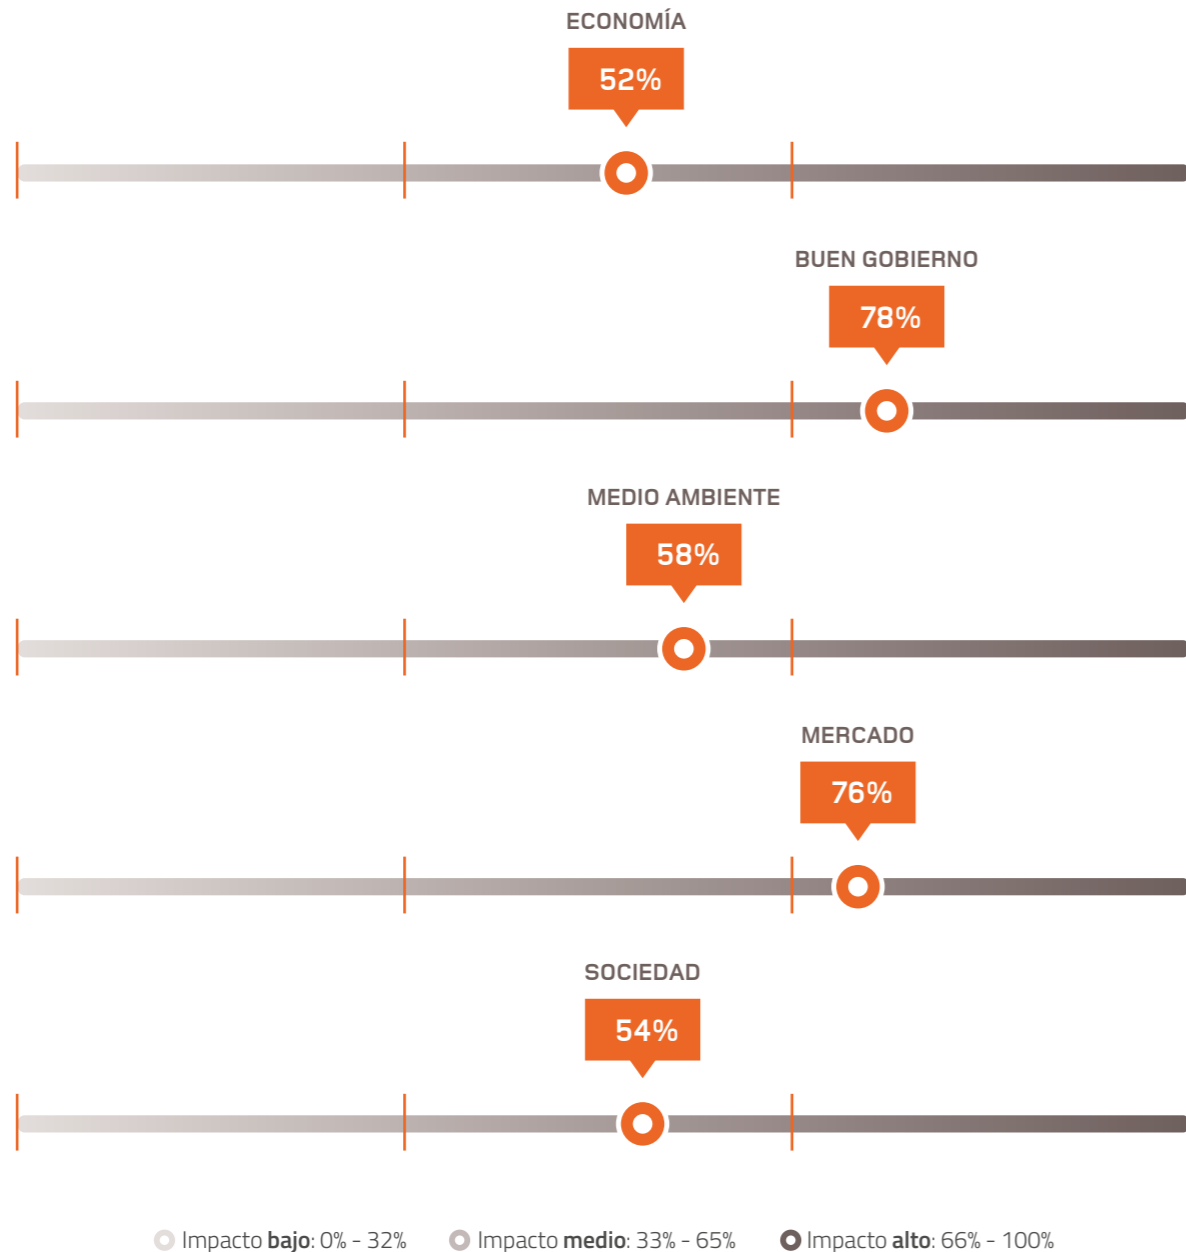 ECONOMÍA
52%
BUEN GOBIERNO
78%
MEDIO AMBIENTE
58%
MERCADO
76%
SOCIEDAD
54%
Impacto bajo: 0% - 32% Impacto medio: 33% - 65% Impacto alto: 66% - 100%